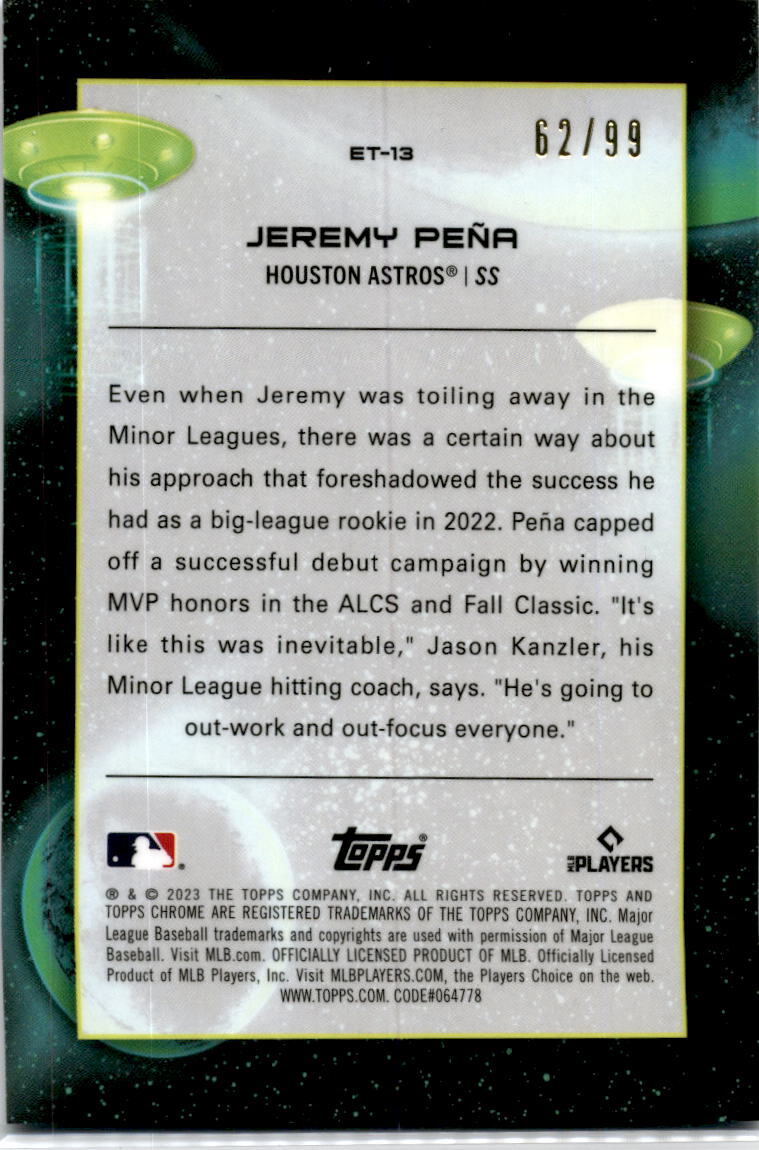 62/99
ET-13
JEREMY PEÑA
HOUSTON ASTROS® | SS
Even when Jeremy was toiling away in the
Minor Leagues, there was a certain way about
his approach that foreshadowed the success he
had as a big-league rookie in 2022. Peña capped
off a successful debut campaign by winning
MVP honors in the ALCS and Fall Classic. "It's
like this was inevitable," Jason Kanzler, his
Minor League hitting coach, says. "He's going to
out-work and out-focus everyone."
® topps® MLB PLAYERS
® & © 2023 THE TOPPS COMPANY, INC. ALL RIGHTS RESERVED. TOPPS AND
TOPPS CHROME ARE REGISTERED TRADEMARKS OF THE TOPPS COMPANY, INC. Major
League Baseball trademarks and copyrights are used with permission of Major League
Baseball. Visit MLB.com. OFFICIALLY LICENSED PRODUCT OF MLB. Officially Licensed
Product of MLB Players, Inc. Visit MLBPLAYERS.COM, the Players Choice on the web.
WWW.TOPPS.COM. CODE#064778